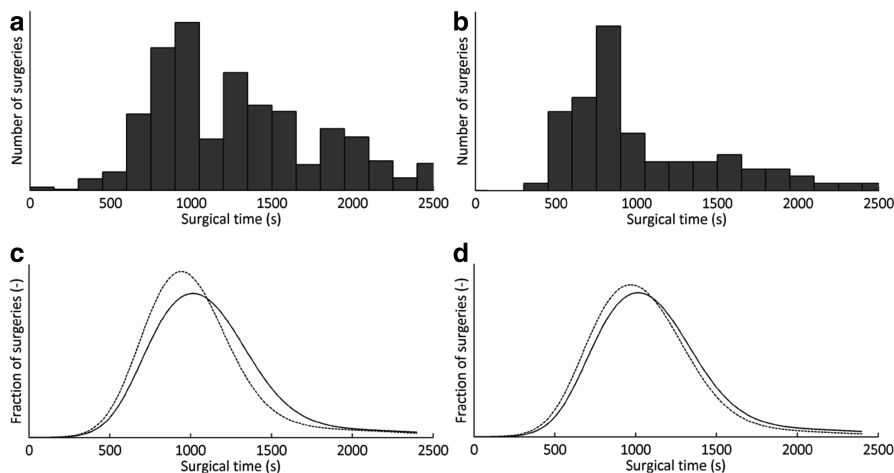 a
Number of surgeries
0 500 1000 1500 2000 2500
Surgical time (s)
b
Number of surgeries
0 500 1000 1500 2000 2500
Surgical time (s)
c
Fraction of surgeries (-)
0 500 1000 1500 2000 2500
Surgical time (s)
d
Fraction of surgeries (-)
0 500 1000 1500 2000 2500
Surgical time (s)